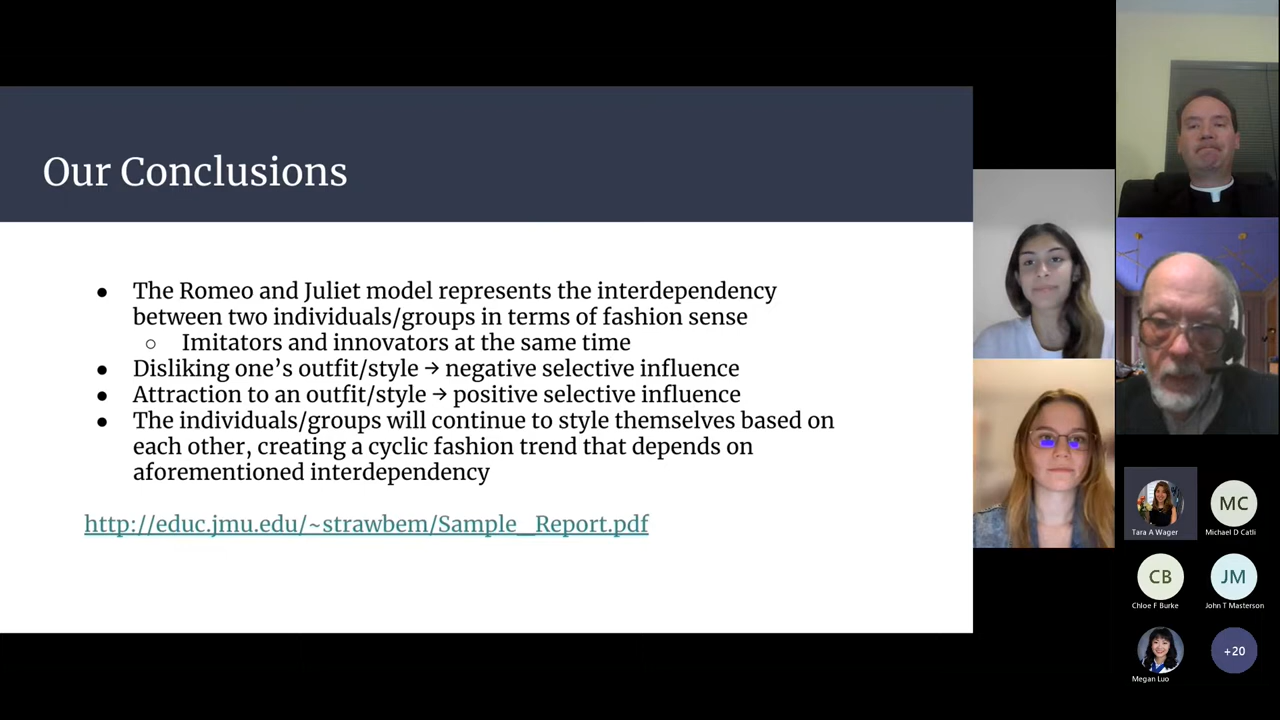 Our Conclusions
● The Romeo and Juliet model represents the interdependency
between two individuals/groups in terms of fashion sense
○ Imitators and innovators at the same time
● Disliking one’s outfit/style → negative selective influence
● Attraction to an outfit/style → positive selective influence
● The individuals/groups will continue to style themselves based on
each other, creating a cyclic fashion trend that depends on
aforementioned interdependency
http://educ.jmu.edu/~strawbem/Sample_Report.pdf
MC
Tara A Wager
Michael D Catli
CB
JM
Chloe F Burke
John T Masterson
+20
Megan Luo